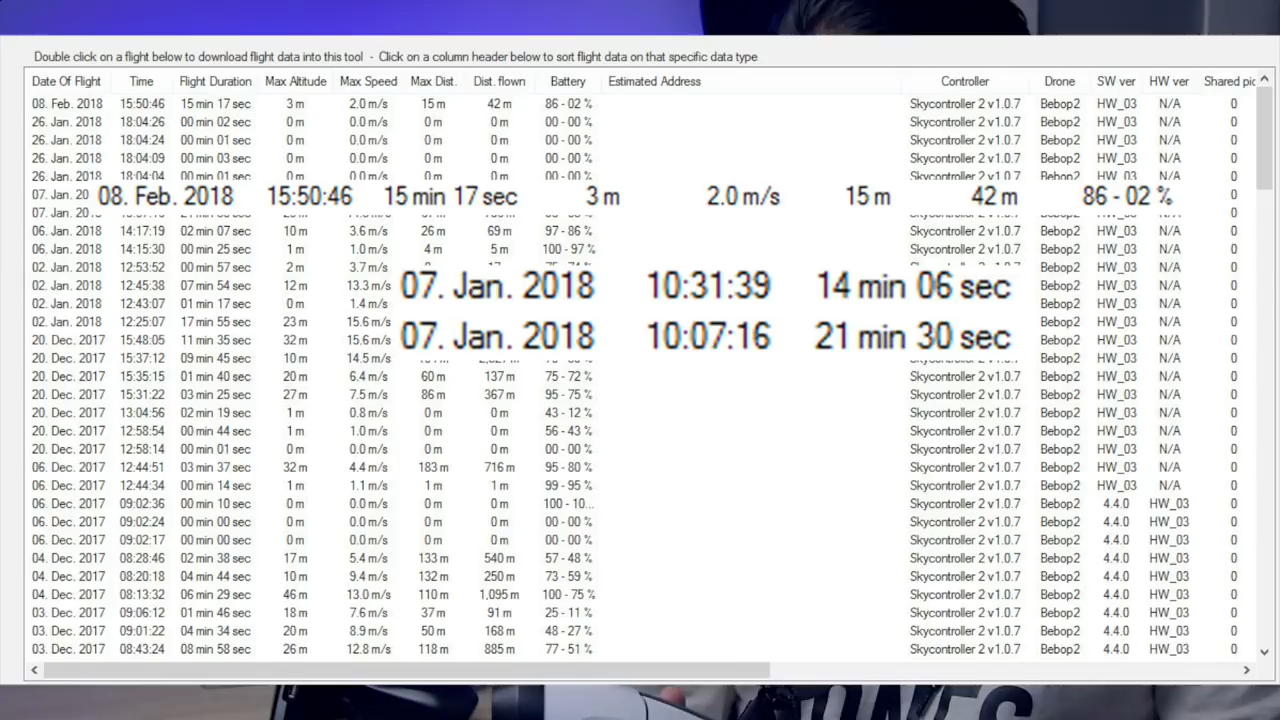 Double click on a flight below to download flight data into this tool - Click on a column header below to sort flight data on that specific data type
Date Of Flight Time Flight Duration Max Altitude Max Speed Max Dist. Dist. flown Battery Estimated Address Controller Drone SW ver HW ver Shared pic
08. Feb. 2018 15:50:46 15 min 17 sec 3 m 2.0 m/s 15 m 42 m 86 - 02 % Skycontroller 2 v1.0.7 Bebop2 HW_03 N/A 0
26. Jan. 2018 18:04:26 00 min 02 sec 0 m 0.0 m/s 0 m 0 m 00 - 00 % Skycontroller 2 v1.0.7 Bebop2 HW_03 N/A 0
26. Jan. 2018 18:04:24 00 min 01 sec 0 m 0.0 m/s 0 m 0 m 00 - 00 % Skycontroller 2 v1.0.7 Bebop2 HW_03 N/A 0
26. Jan. 2018 18:04:09 00 min 03 sec 0 m 0.0 m/s 0 m 0 m 00 - 00 % Skycontroller 2 v1.0.7 Bebop2 HW_03 N/A 0
26. Jan. 2018 18:04:04 00 min 01 sec 0 m 0.0 m/s 0 m 0 m 00 - 00 % Skycontroller 2 v1.0.7 Bebop2 HW_03 N/A 0
07. Jan. 20
08. Feb. 2018 15:50:46 15 min 17 sec 3 m 2.0 m/s 15 m 42 m 86 - 02 % 0
07. Jan. 20 0
06. Jan. 2018 14:17:19 02 min 07 sec 10 m 3.6 m/s 26 m 69 m 97 - 86 % Skycontroller 2 v1.0.7 Bebop2 HW_03 N/A 0
06. Jan. 2018 14:15:30 00 min 25 sec 1 m 1.0 m/s 4 m 5 m 100 - 97 % Skycontroller 2 v1.0.7 Bebop2 HW_03 N/A 0
02. Jan. 2018 12:53:52 00 min 57 sec 2 m 3.7 m/s Bebop2 HW_03 N/A 0
02. Jan. 2018 12:45:38 07 min 54 sec 12 m 13.3 m/s Bebop2 HW_03 N/A 0
07. Jan. 2018 10:31:39 14 min 06 sec
02. Jan. 2018 12:43:07 01 min 17 sec 0 m 1.4 m/s Bebop2 HW_03 N/A 0
02. Jan. 2018 12:25:07 17 min 55 sec 23 m 15.6 m/s Bebop2 HW_03 N/A 0
07. Jan. 2018 10:07:16 21 min 30 sec
20. Dec. 2017 15:48:05 11 min 35 sec 32 m 15.6 m/s Bebop2 HW_03 N/A 0
20. Dec. 2017 15:37:12 09 min 45 sec 10 m 14.5 m/s Bebop2 HW_03 N/A 0
20. Dec. 2017 15:35:15 01 min 40 sec 20 m 6.4 m/s 60 m 137 m 75 - 72 % Skycontroller 2 v1.0.7 Bebop2 HW_03 N/A 0
20. Dec. 2017 15:31:22 03 min 25 sec 27 m 7.5 m/s 86 m 367 m 95 - 75 % Skycontroller 2 v1.0.7 Bebop2 HW_03 N/A 0
20. Dec. 2017 13:04:56 02 min 19 sec 1 m 0.8 m/s 0 m 0 m 43 - 12 % Skycontroller 2 v1.0.7 Bebop2 HW_03 N/A 0
20. Dec. 2017 12:58:54 00 min 44 sec 1 m 1.0 m/s 0 m 0 m 56 - 43 % Skycontroller 2 v1.0.7 Bebop2 HW_03 N/A 0
20. Dec. 2017 12:58:14 00 min 01 sec 0 m 0.0 m/s 0 m 0 m 00 - 00 % Skycontroller 2 v1.0.7 Bebop2 HW_03 N/A 0
06. Dec. 2017 12:44:51 03 min 37 sec 32 m 4.4 m/s 183 m 716 m 95 - 80 % Skycontroller 2 v1.0.7 Bebop2 HW_03 N/A 0
06. Dec. 2017 12:44:34 00 min 14 sec 1 m 1.1 m/s 1 m 1 m 99 - 95 % Skycontroller 2 v1.0.7 Bebop2 HW_03 N/A 0
06. Dec. 2017 09:02:36 00 min 10 sec 0 m 0.0 m/s 0 m 0 m 100 - 10... Skycontroller 2 v1.0.7 Bebop2 4.4.0 HW_03 0
06. Dec. 2017 09:02:24 00 min 00 sec 0 m 0.0 m/s 0 m 0 m 00 - 00 % Skycontroller 2 v1.0.7 Bebop2 4.4.0 HW_03 0
06. Dec. 2017 09:02:17 00 min 00 sec 0 m 0.0 m/s 0 m 0 m 00 - 00 % Skycontroller 2 v1.0.7 Bebop2 4.4.0 HW_03 0
04. Dec. 2017 08:28:46 02 min 38 sec 17 m 5.4 m/s 133 m 540 m 57 - 48 % Skycontroller 2 v1.0.7 Bebop2 4.4.0 HW_03 0
04. Dec. 2017 08:20:18 04 min 44 sec 10 m 9.4 m/s 132 m 250 m 73 - 59 % Skycontroller 2 v1.0.7 Bebop2 4.4.0 HW_03 0
04. Dec. 2017 08:13:32 06 min 29 sec 46 m 13.0 m/s 110 m 1,095 m 100 - 75 % Skycontroller 2 v1.0.7 Bebop2 4.4.0 HW_03 0
03. Dec. 2017 09:06:12 01 min 46 sec 18 m 7.6 m/s 37 m 91 m 25 - 11 % Skycontroller 2 v1.0.7 Bebop2 4.4.0 HW_03 0
03. Dec. 2017 09:01:22 04 min 34 sec 20 m 8.9 m/s 50 m 168 m 48 - 27 % Skycontroller 2 v1.0.7 Bebop2 4.4.0 HW_03 0
03. Dec. 2017 08:43:24 08 min 58 sec 26 m 12.8 m/s 118 m 885 m 77 - 51 % Skycontroller 2 v1.0.7 Bebop2 4.4.0 HW_03 0